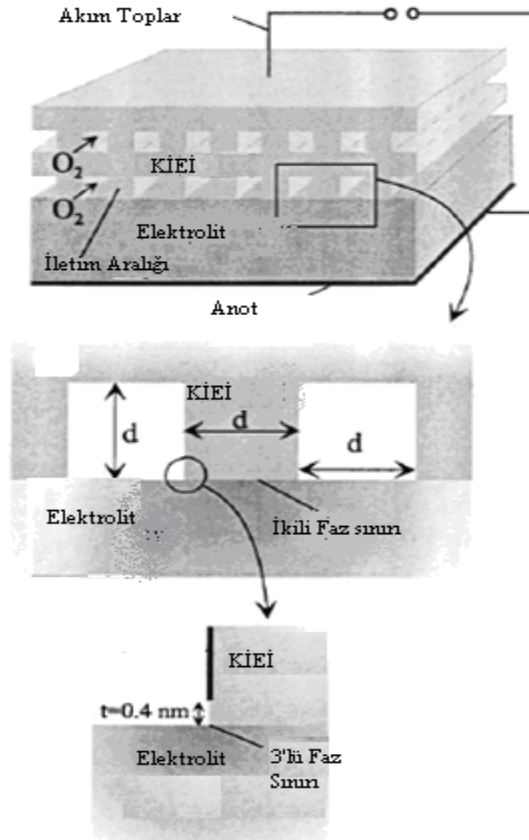 Akım Toplar
O2
KİEİ
O2
Elektrolit
İletim Aralığı
Anot
KİEİ
d
d
d
Elektrolit
İkili Faz sınırı
KİEİ
t=0.4 nm
Elektrolit
3'lü Faz
Sınırı